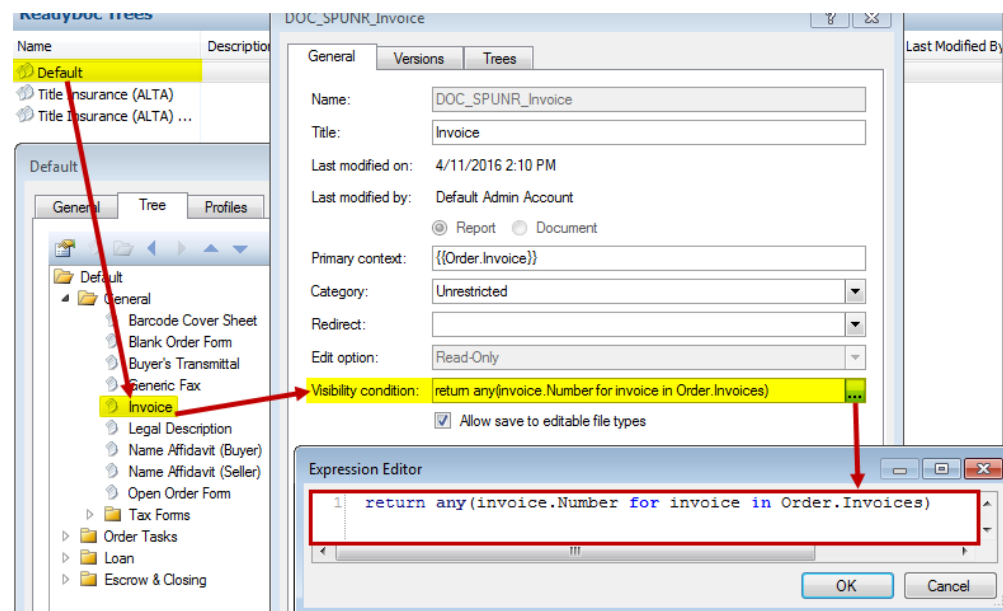 ReadyDoc Trees
Name
Description
Default
Title Insurance (ALTA)
Title Insurance (ALTA) ...
Last Modified By
Default
General
Tree
Profiles
Default
General
Barcode Cover Sheet
Blank Order Form
Buyer's Transmittal
Generic Fax
Invoice
Legal Description
Name Affidavit (Buyer)
Name Affidavit (Seller)
Open Order Form
Tax Forms
Order Tasks
Loan
Escrow & Closing
DOC_SPUNR_Invoice
General
Versions
Trees
Name: DOC_SPUNR_Invoice
Title: Invoice
Last modified on: 4/11/2016 2:10 PM
Last modified by: Default Admin Account
Report Document
Primary context: {{Order.Invoice}}
Category: Unrestricted
Redirect:
Edit option: Read-Only
Visibility condition: return any(invoice.Number for invoice in Order.Invoices) ...
Allow save to editable file types
Expression Editor
1 return any(invoice.Number for invoice in Order.Invoices)
OK
Cancel